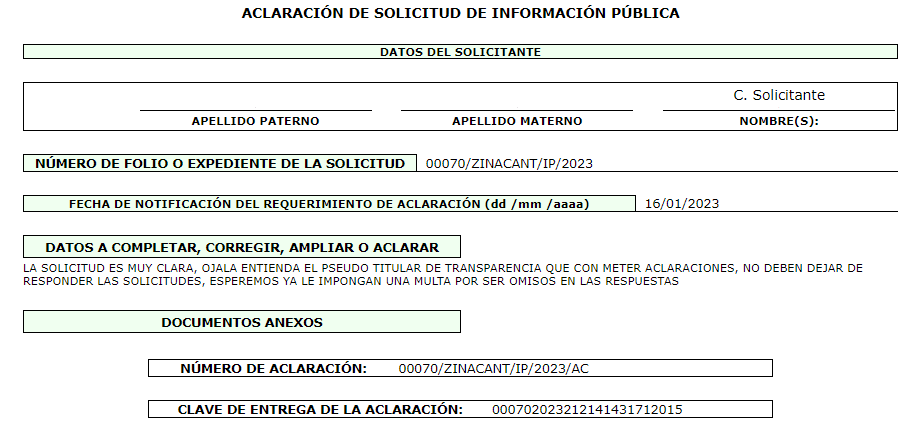 ACLARACIÓN DE SOLICITUD DE INFORMACIÓN PÚBLICA
DATOS DEL SOLICITANTE
C. Solicitante
APELLIDO PATERNO APELLIDO MATERNO NOMBRE(S):
NÚMERO DE FOLIO O EXPEDIENTE DE LA SOLICITUD 00070/ZINACANT/IP/2023
FECHA DE NOTIFICACIÓN DEL REQUERIMIENTO DE ACLARACIÓN (dd /mm /aaaa) 16/01/2023
DATOS A COMPLETAR, CORREGIR, AMPLIAR O ACLARAR
LA SOLICITUD ES MUY CLARA, OJALA ENTIENDA EL PSEUDO TITULAR DE TRANSPARENCIA QUE CON METER ACLARACIONES, NO DEBEN DEJAR DE
RESPONDER LAS SOLICITUDES, ESPEREMOS YA LE IMPONGAN UNA MULTA POR SER OMISOS EN LAS RESPUESTAS
DOCUMENTOS ANEXOS
NÚMERO DE ACLARACIÓN: 00070/ZINACANT/IP/2023/AC
CLAVE DE ENTREGA DE LA ACLARACIÓN: 000702023212141431712015